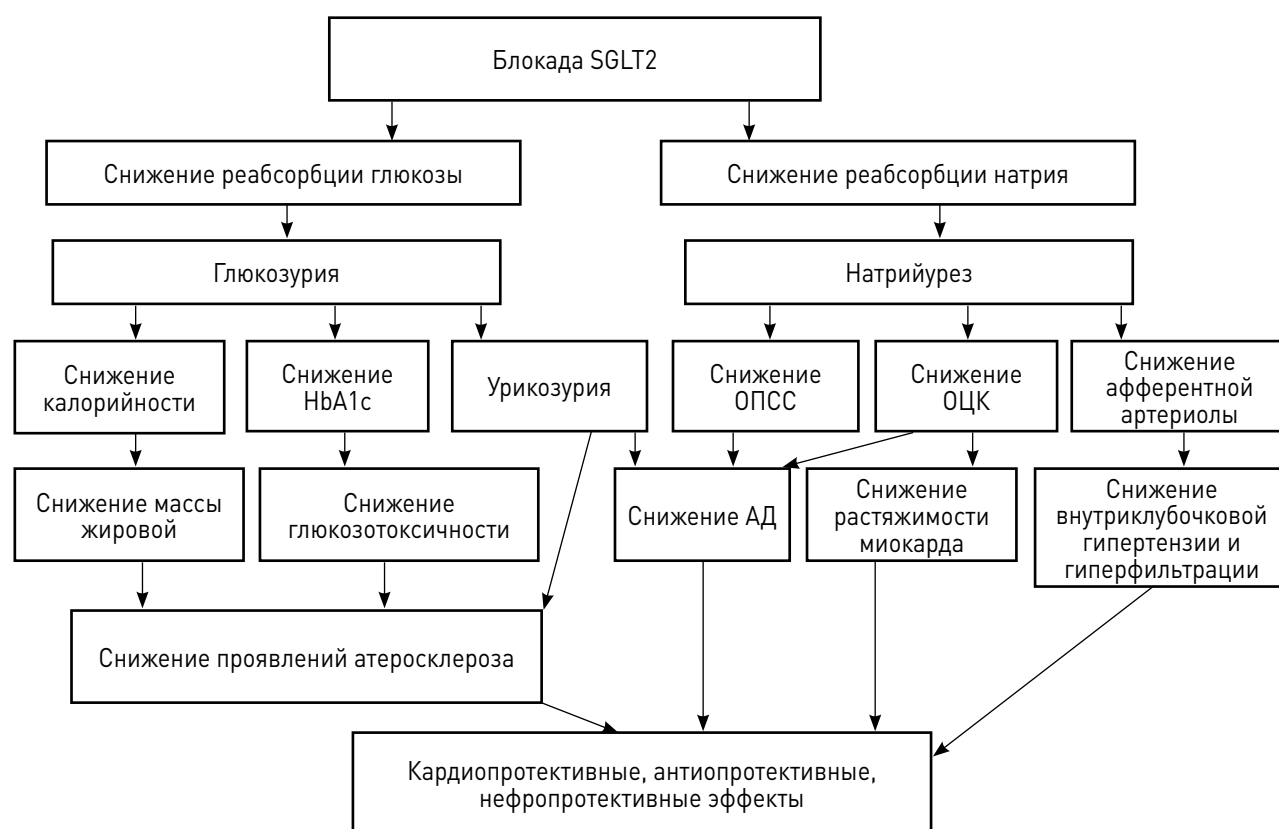 Блокада SGLT2
Снижение реабсорбции глюкозы
Снижение реабсорбции натрия
Глюкозурия
Натрийурез
Снижение
калорийности
Снижение
HbA1c
Урикозурия
Снижение
ОПСС
Снижение
ОЦК
Снижение
афферентной
артериолы
Снижение массы
жировой
Снижение
глюкозотоксичности
Снижение АД
Снижение
растяжимости
миокарда
Снижение
внутриклубочковой
гипертензии и
гиперфильтрации
Снижение проявлений атеросклероза
Кардиопротективные, антиопротективные,
нефропротективные эффекты